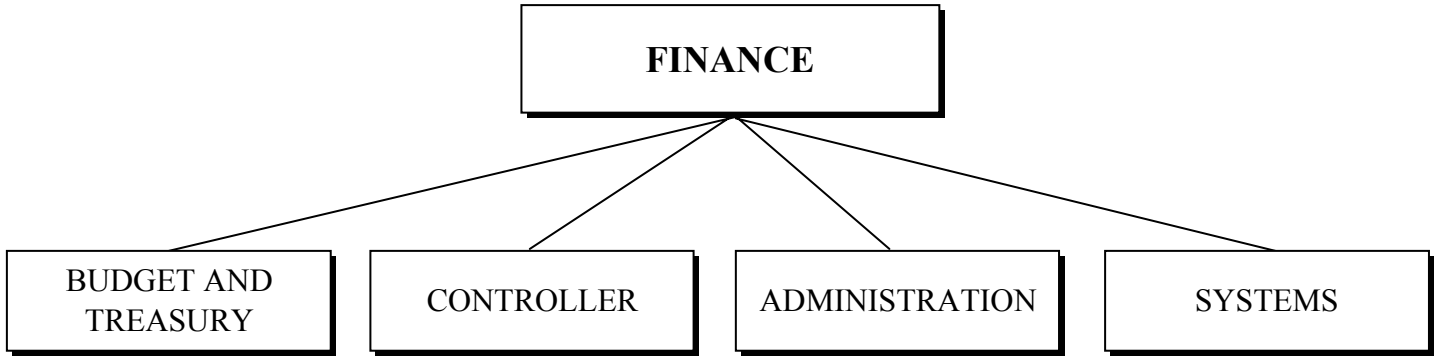 FINANCE
BUDGET AND
TREASURY
CONTROLLER
ADMINISTRATION
SYSTEMS